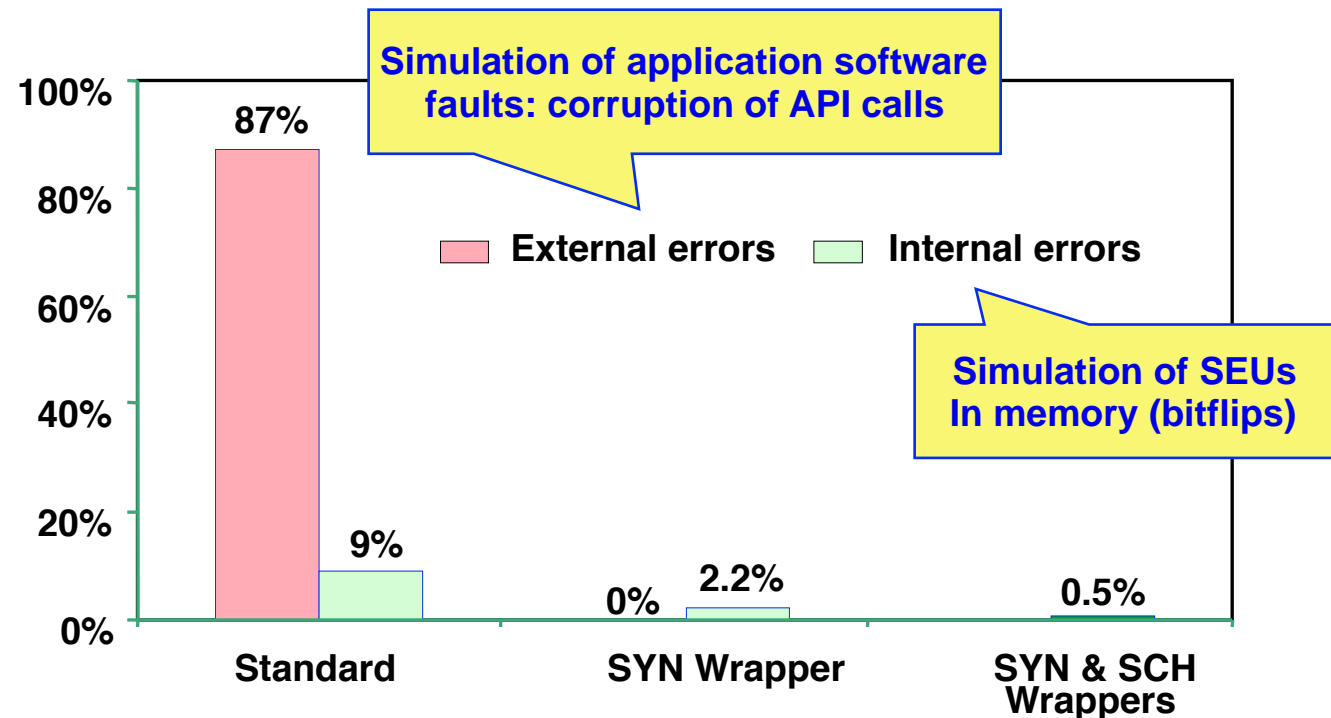 Simulation of application software
faults: corruption of API calls
100%
87%
80%
External errors
Internal errors
60%
Simulation of SEUs
In memory (bitflips)
40%
20%
9%
0%
2.2%
0.5%
0%
Standard
SYN Wrapper
SYN & SCH
Wrappers